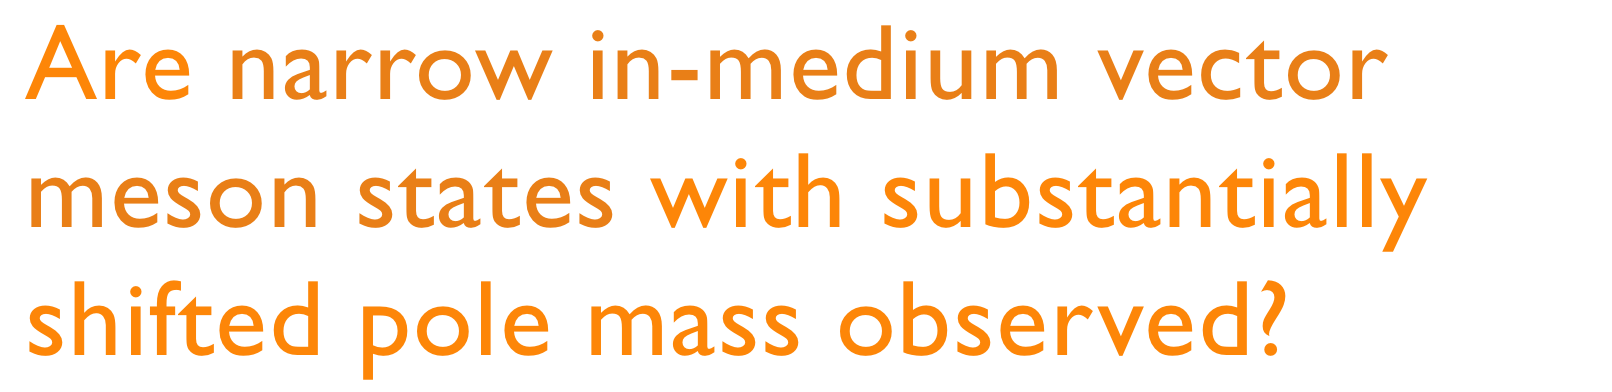 Are narrow in-medium vector
meson states with substantially
shifted pole mass observed?